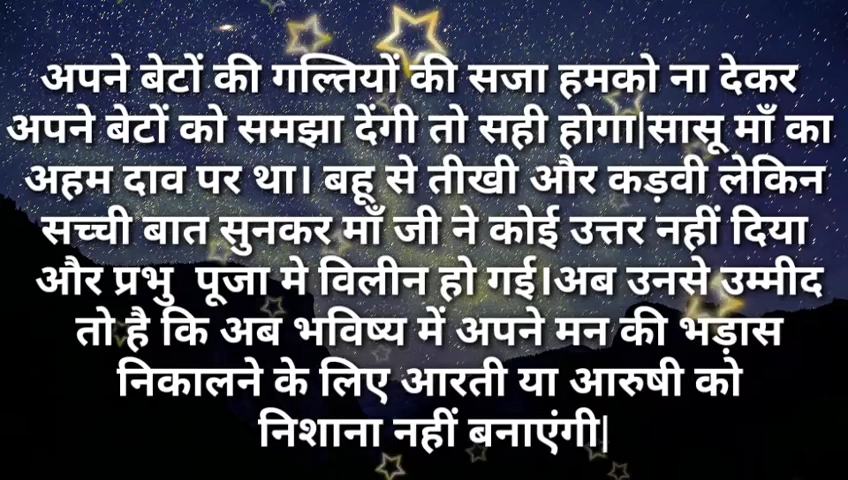 अपने बेटों की गल्तियों की सजा हमको ना देकर
अपने बेटों को समझा देंगी तो सही होगा|सासू माँ का
अहम दाव पर था। बहू से तीखी और कड़वी लेकिन
सच्ची बात सुनकर माँ जी ने कोई उत्तर नहीं दिया
और प्रभु पूजा मे विलीन हो गई।अब उनसे उम्मीद
तो है कि अब भविष्य में अपने मन की भड़ास
निकालने के लिए आरती या आरुषी को
निशाना नहीं बनाएंगी|